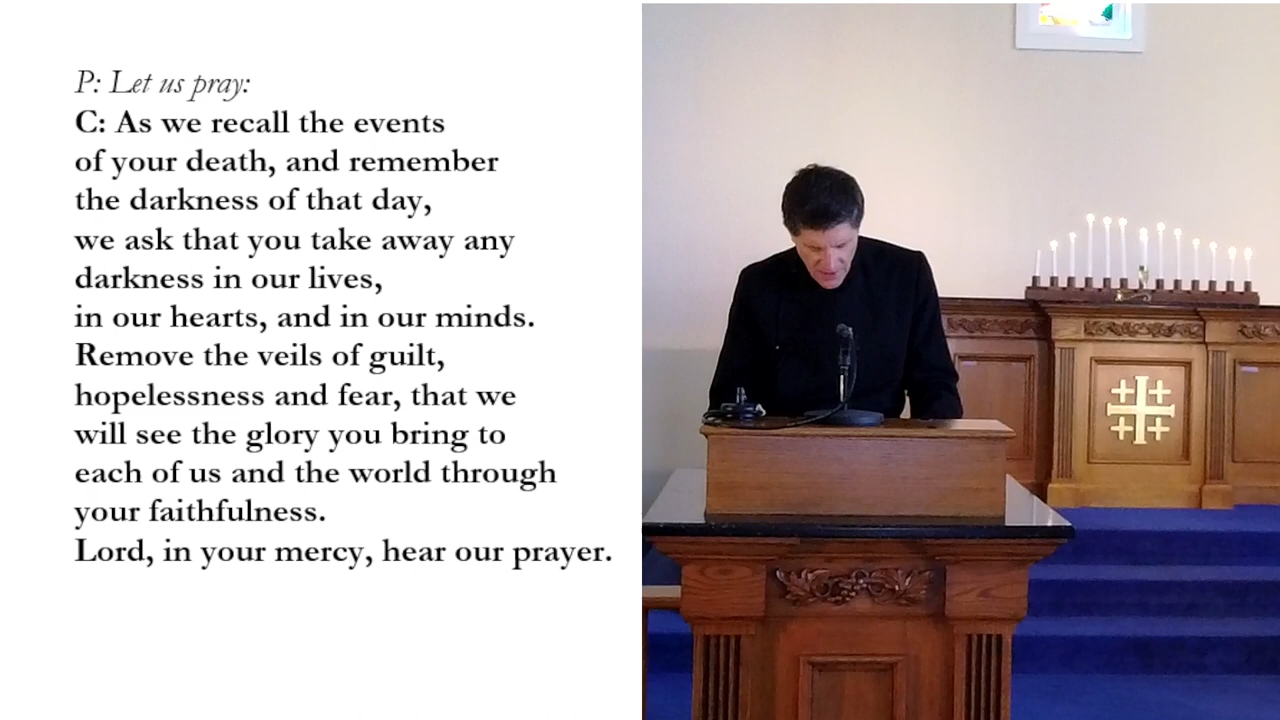 P: Let us pray:
C: As we recall the events
of your death, and remember
the darkness of that day,
we ask that you take away any
darkness in our lives,
in our hearts, and in our minds.
Remove the veils of guilt,
hopelessness and fear, that we
will see the glory you bring to
each of us and the world through
your faithfulness.
Lord, in your mercy, hear our prayer.